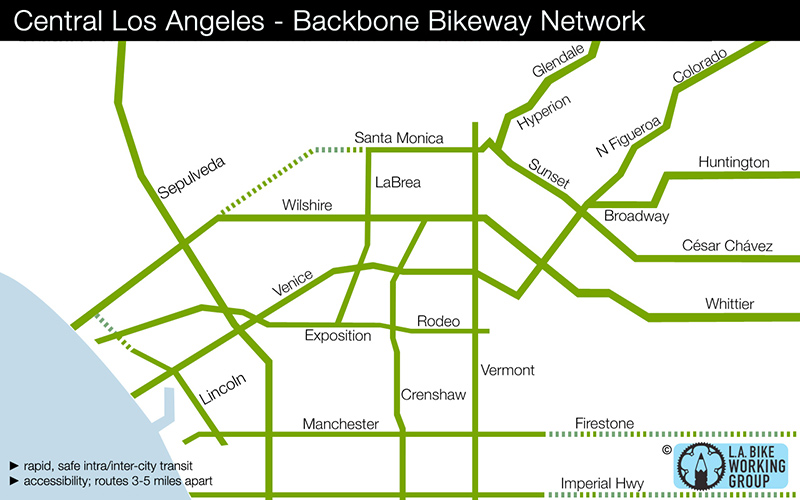 Central Los Angeles - Backbone Bikeway Network
Glendale
Colorado
Hyperion
Santa Monica
N Figueroa
Sepulveda
LaBrea
Sunset
Huntington
Wilshire
Broadway
César Chávez
Venice
Whittier
Exposition
Rodeo
Vermont
Lincoln
Crenshaw
Manchester
Firestone
► rapid, safe intra/inter-city transit
► accessibility; routes 3-5 miles apart
Imperial Hwy
©
L.A. BIKE
WORKING
GROUP